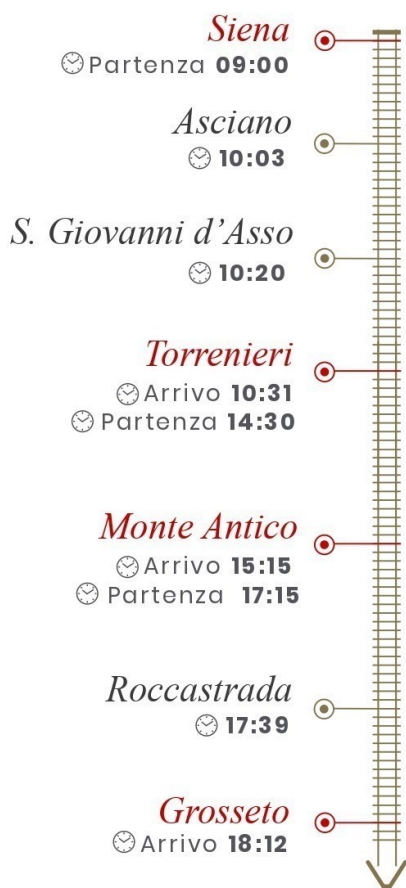 Siena
Partenza 09:00
Asciano
10:03
S. Giovanni d’Asso
10:20
Torrenieri
Arrivo 10:31
Partenza 14:30
Monte Antico
Arrivo 15:15
Partenza 17:15
Roccastrada
17:39
Grosseto
Arrivo 18:12